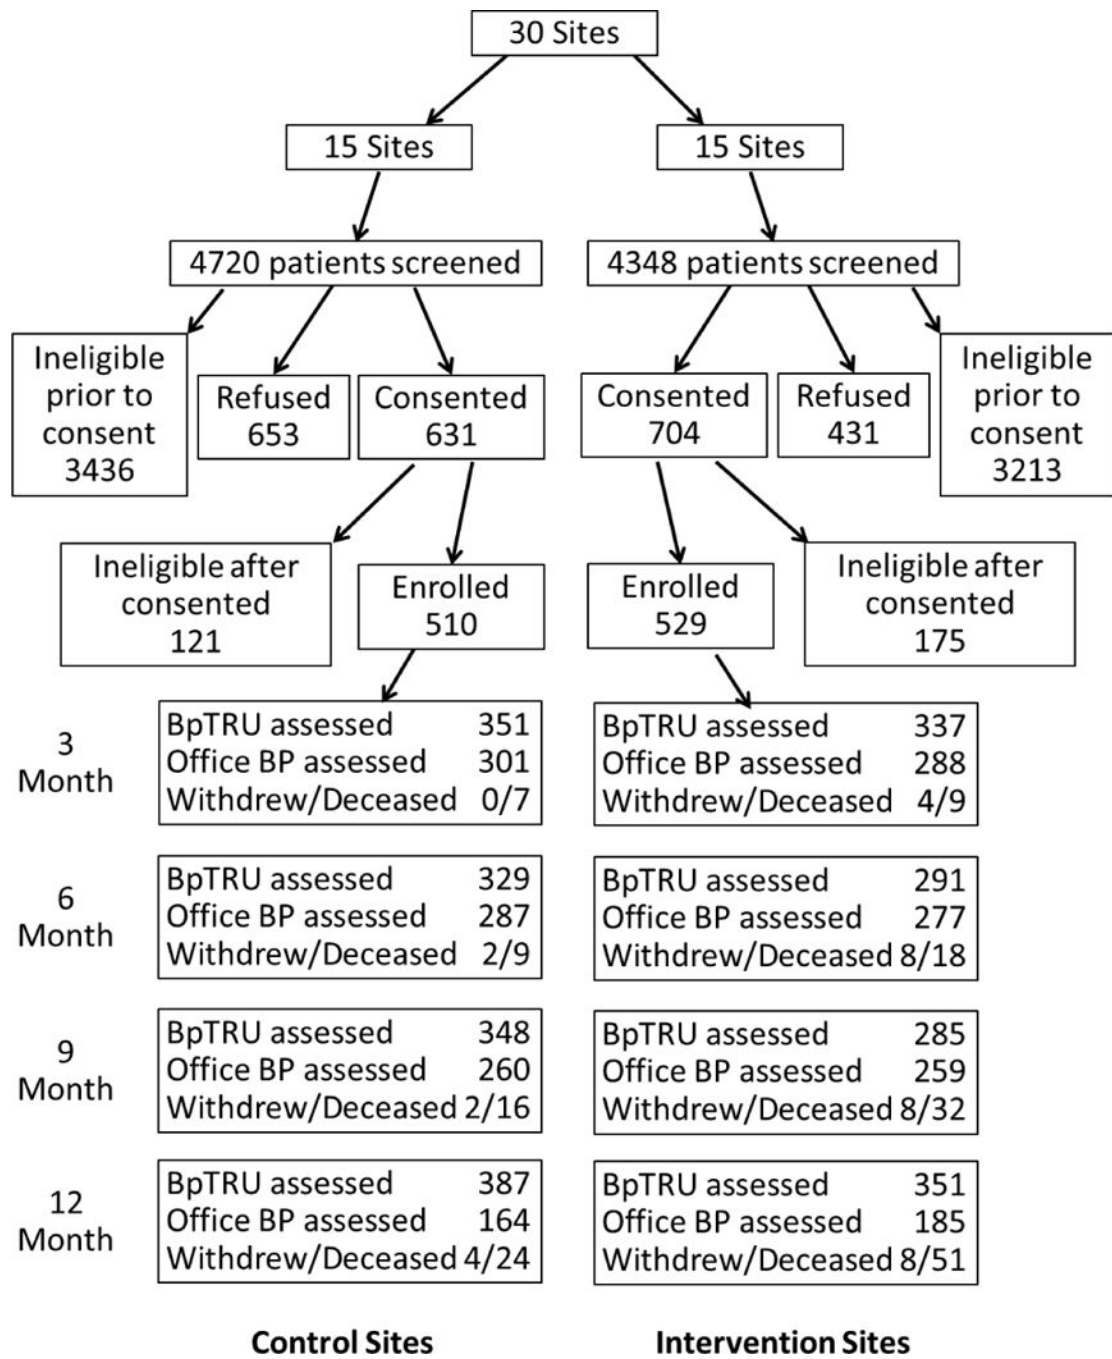 30 Sites
15 Sites
15 Sites
4720 patients screened
4348 patients screened
Ineligible
prior to
consent
3436
Refused
653
Consented
631
Consented
704
Refused
431
Ineligible
prior to
consent
3213
Ineligible after
consented
121
Enrolled
510
Enrolled
529
Ineligible after
consented
175
3
Month
BpTRU assessed 351
Office BP assessed 301
Withdrew/Deceased 0/7
BpTRU assessed 337
Office BP assessed 288
Withdrew/Deceased 4/9
6
Month
BpTRU assessed 329
Office BP assessed 287
Withdrew/Deceased 2/9
BpTRU assessed 291
Office BP assessed 277
Withdrew/Deceased 8/18
9
Month
BpTRU assessed 348
Office BP assessed 260
Withdrew/Deceased 2/16
BpTRU assessed 285
Office BP assessed 259
Withdrew/Deceased 8/32
12
Month
BpTRU assessed 387
Office BP assessed 164
Withdrew/Deceased 4/24
BpTRU assessed 351
Office BP assessed 185
Withdrew/Deceased 8/51
Control Sites
Intervention Sites